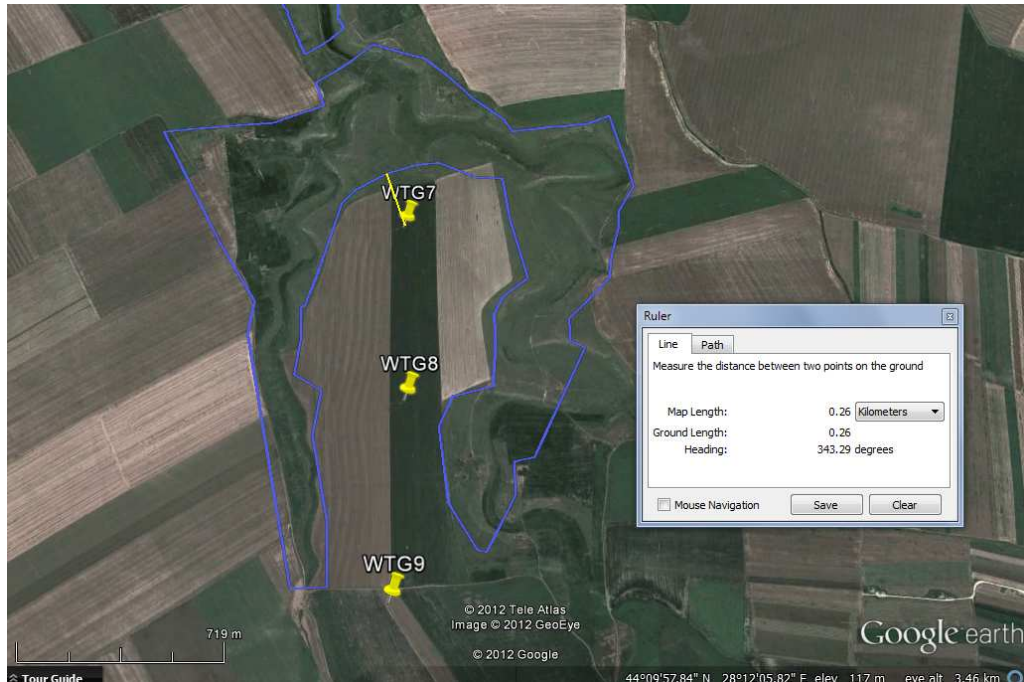 WTG7
WTG8
WTG9
Ruler
Line Path
Measure the distance between two points on the ground
Map Length: 0.26 Kilometers
Ground Length: 0.26
Heading: 343.29 degrees
Mouse Navigation Save Clear
© 2012 Tele Atlas
Image © 2012 GeoEye
© 2012 Google
719 m
Google earth
Tour Guide
44°09'57.84" N 28°12'05.82" E elev 117 m eye alt 3.46 km